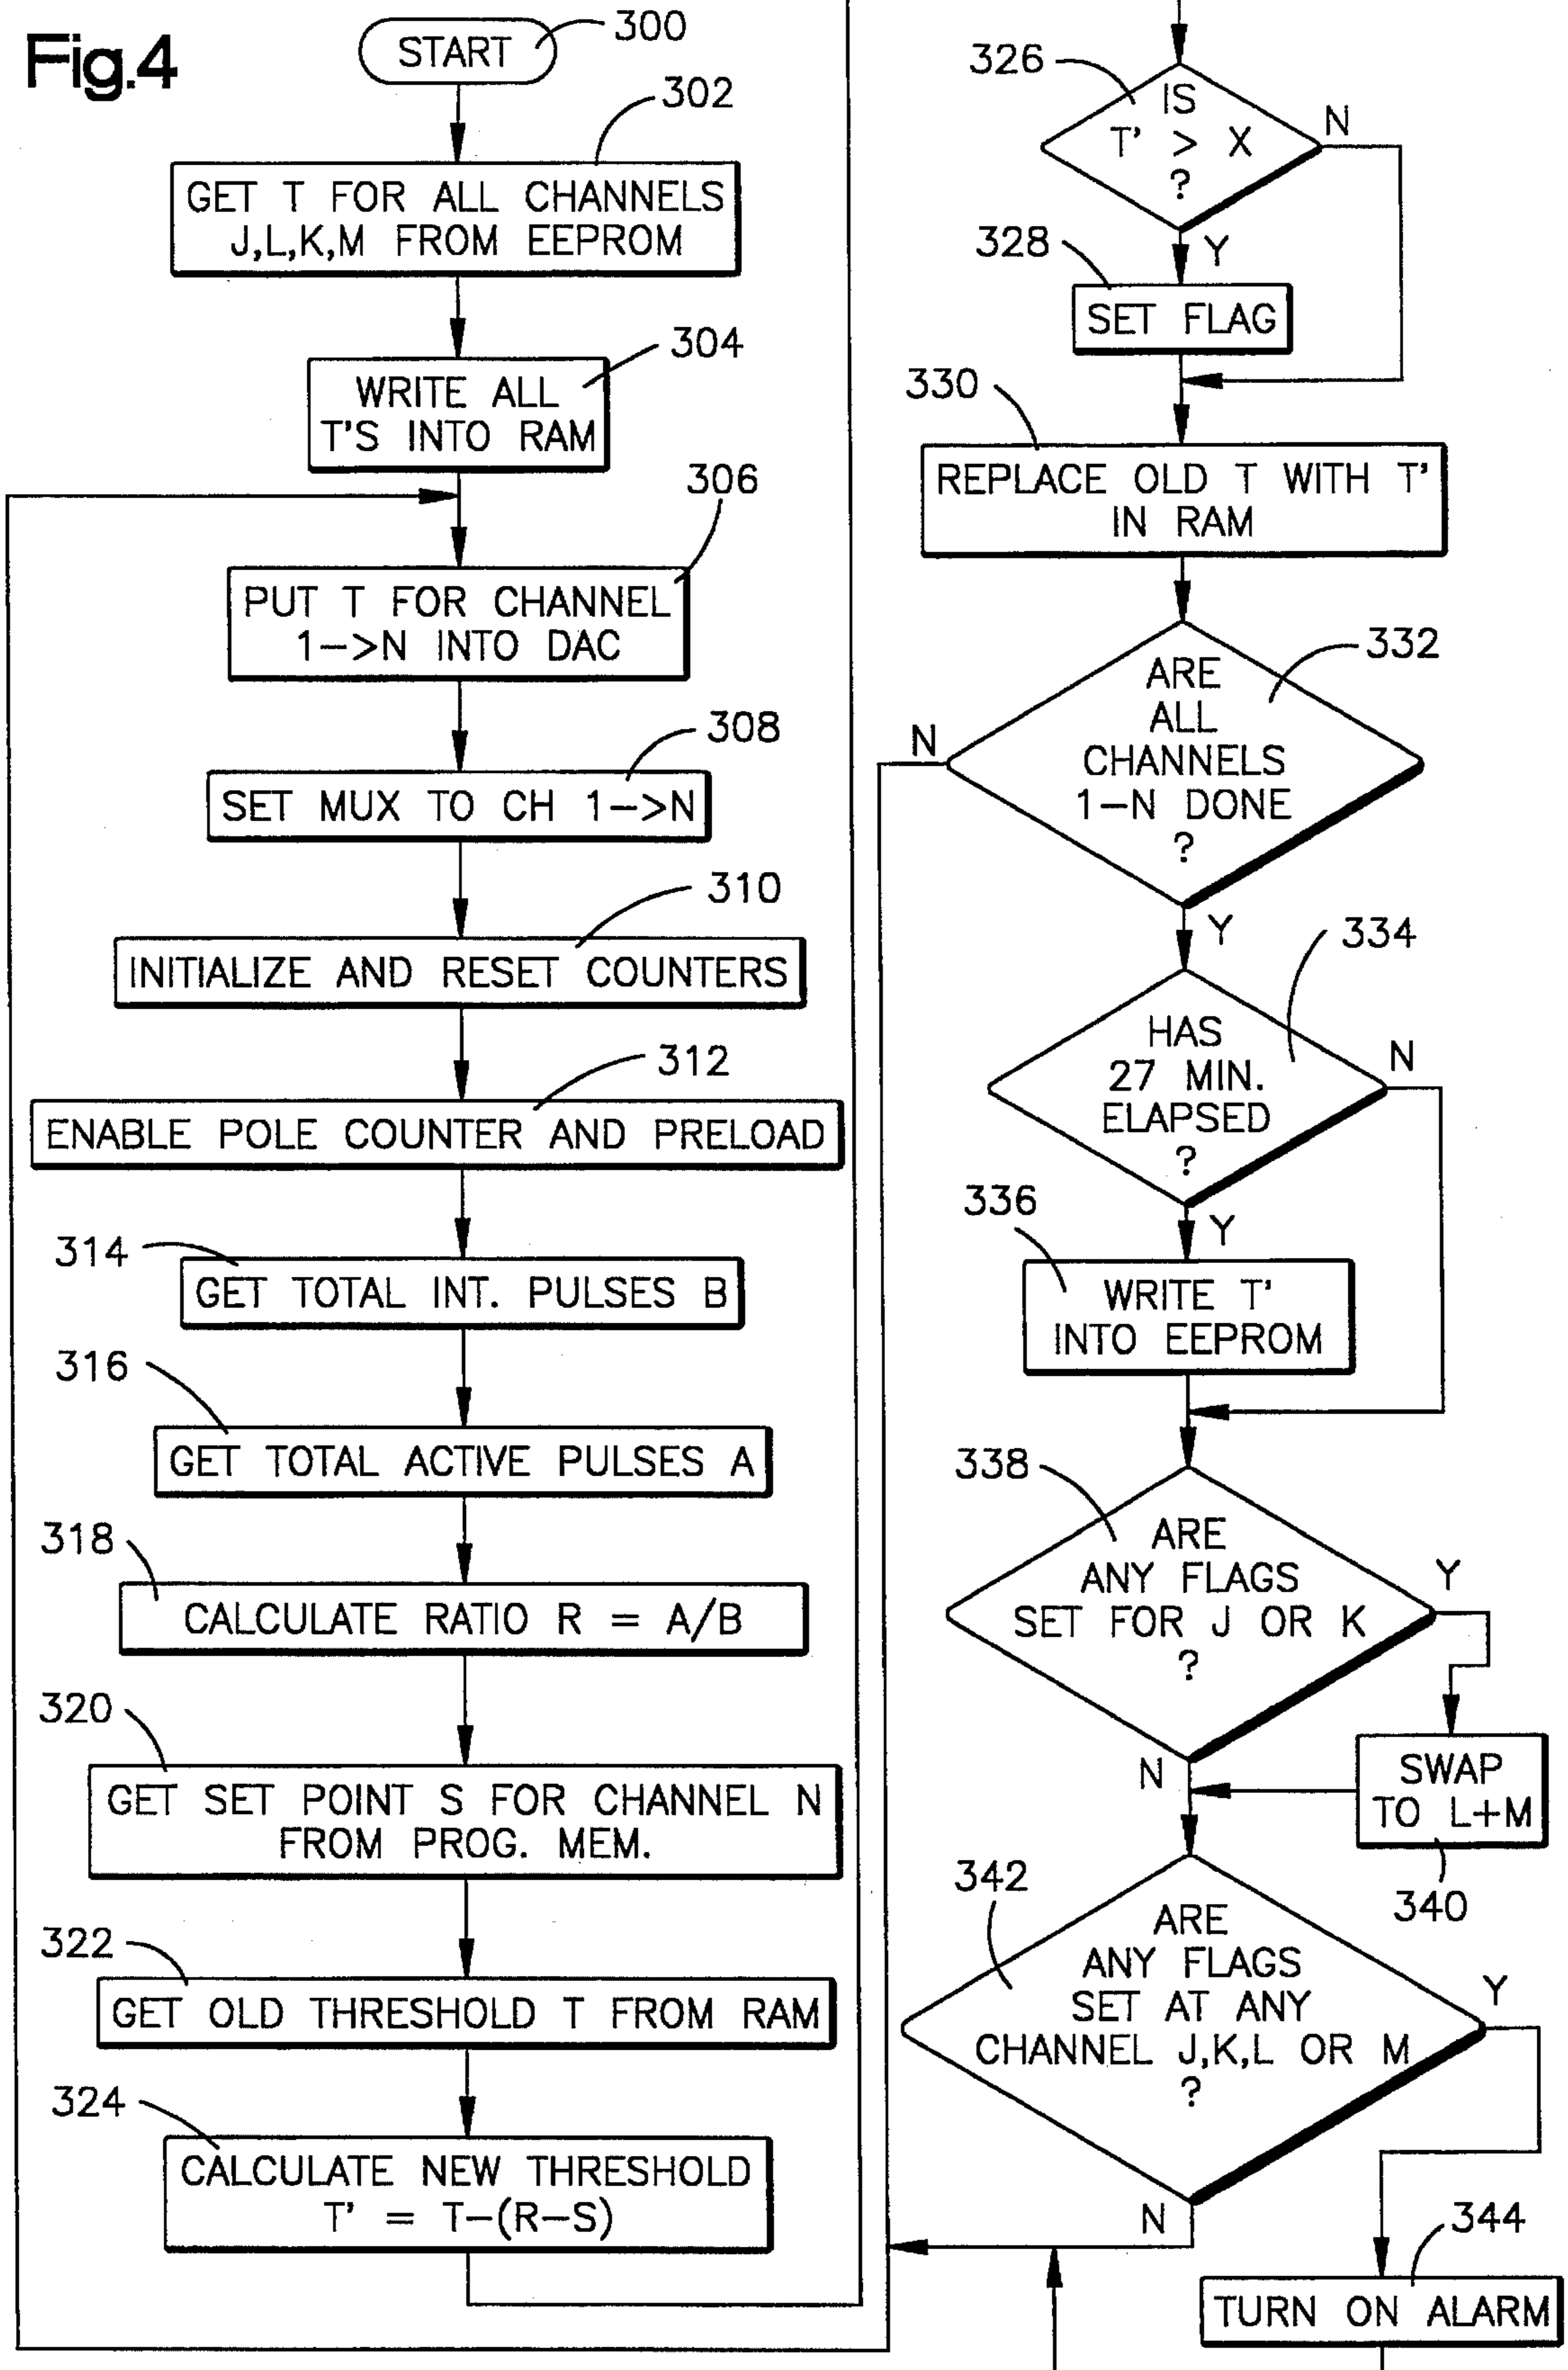 Fig.4
START
300
302
GET T FOR ALL CHANNELS
J,L,K,M FROM EEPROM
304
WRITE ALL
T'S INTO RAM
306
PUT T FOR CHANNEL
1->N INTO DAC
308
SET MUX TO CH 1->N
310
INITIALIZE AND RESET COUNTERS
312
ENABLE POLE COUNTER AND PRELOAD
314
GET TOTAL INT. PULSES B
316
GET TOTAL ACTIVE PULSES A
318
CALCULATE RATIO R = A/B
320
GET SET POINT S FOR CHANNEL N
FROM PROG. MEM.
322
GET OLD THRESHOLD T FROM RAM
324
CALCULATE NEW THRESHOLD
T' = T-(R-S)
326
IS
T' > X
?
N
Y
328
SET FLAG
330
REPLACE OLD T WITH T'
IN RAM
332
ARE
ALL
CHANNELS
1-N DONE
?
N
Y
334
HAS
27 MIN.
ELAPSED
?
N
Y
336
WRITE T'
INTO EEPROM
338
ARE
ANY FLAGS
SET FOR J OR K
?
Y
N
SWAP
TO L+M
340
342
ARE
ANY FLAGS
SET AT ANY
CHANNEL J,K,L OR M
?
Y
N
344
TURN ON ALARM